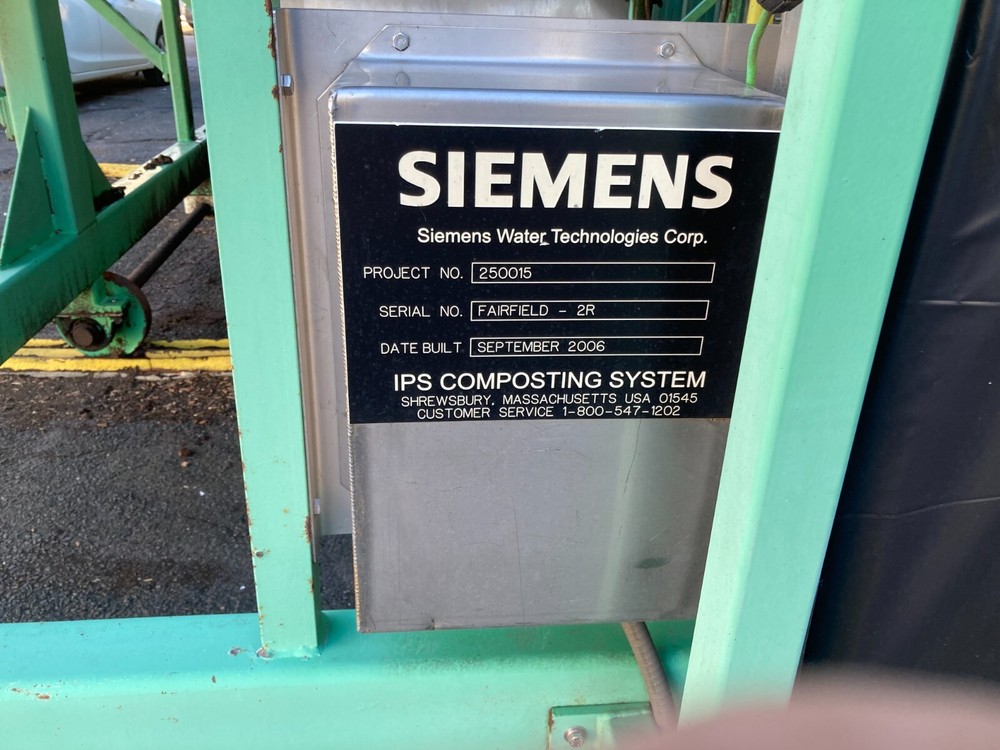 SIEMENS
Siemens Water Technologies Corp.
PROJECT NO. 250015
SERIAL NO. FAIRFIELD - 2R
DATE BUILT SEPTEMBER 2006
IPS COMPOSTING SYSTEM
SHREWSBURY, MASSACHUSETTS USA 01545
CUSTOMER SERVICE 1-800-547-1202